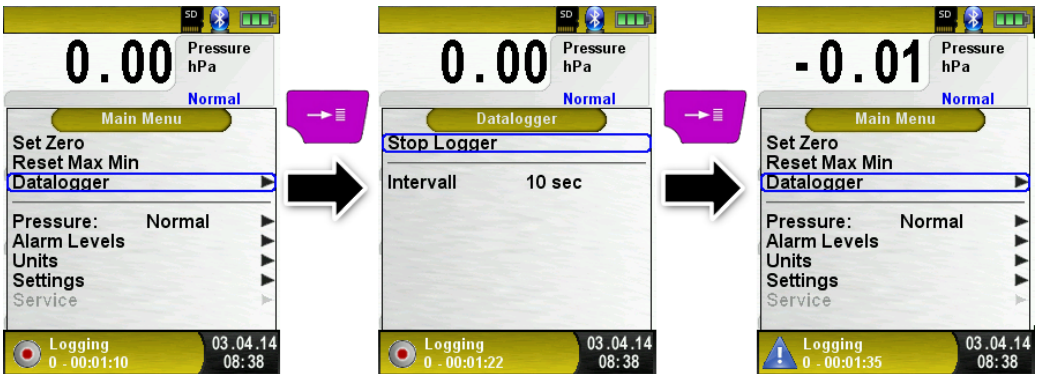 SD
0.00
Pressure
hPa
Normal
Main Menu
Set Zero
Reset Max Min
Datalogger
Pressure: Normal
Alarm Levels
Units
Settings
Service
Logging
0 - 00:01:10
03.04.14
08:38
SD
0.00
Pressure
hPa
Normal
Datalogger
Stop Logger
Intervall 10 sec
Logging
0 - 00:01:22
03.04.14
08:38
SD
-0.01
Pressure
hPa
Normal
Main Menu
Set Zero
Reset Max Min
Datalogger
Pressure: Normal
Alarm Levels
Units
Settings
Service
Logging
0 - 00:01:35
03.04.14
08:38